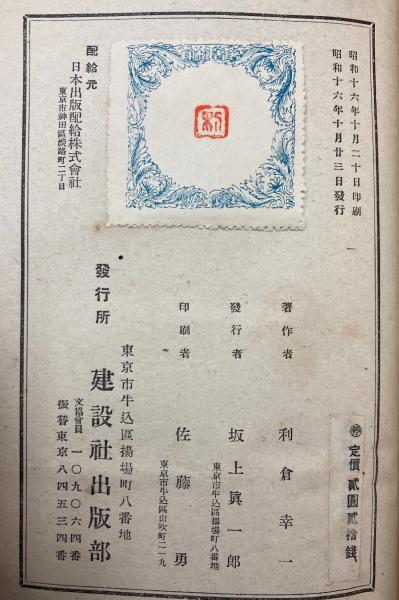 昭和十六年十月二十日印刷
昭和十六年十月廿三日發行
㊕定價貳圓貳拾錢
著作者 利倉幸一
發行者 坂上眞一郎
東京市牛込區揚場町八番地
印刷者 佐藤勇
東京市牛込區山吹町二一九
發行所
東京市牛込區揚場町八番地
建設社出版部
文協會員一〇九〇六四番
振替東京八四五三四番
配給元
日本出版配給株式會社
東京市神田區淡路町二丁目